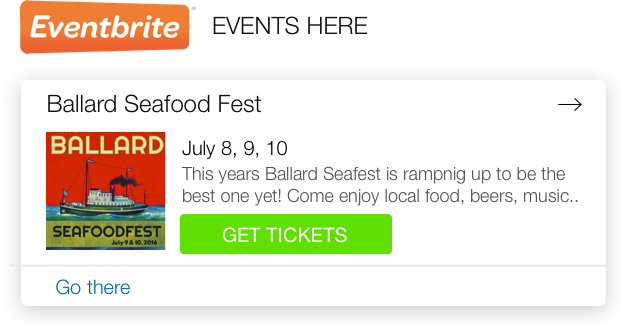 Eventbrite
EVENTS HERE
Ballard Seafood Fest
BALLARD
SEAFOODFEST
July 9 & 10, 2016
July 8, 9, 10
This years Ballard Seafest is rampnig up to be the
best one yet! Come enjoy local food, beers, music..
GET TICKETS
Go there